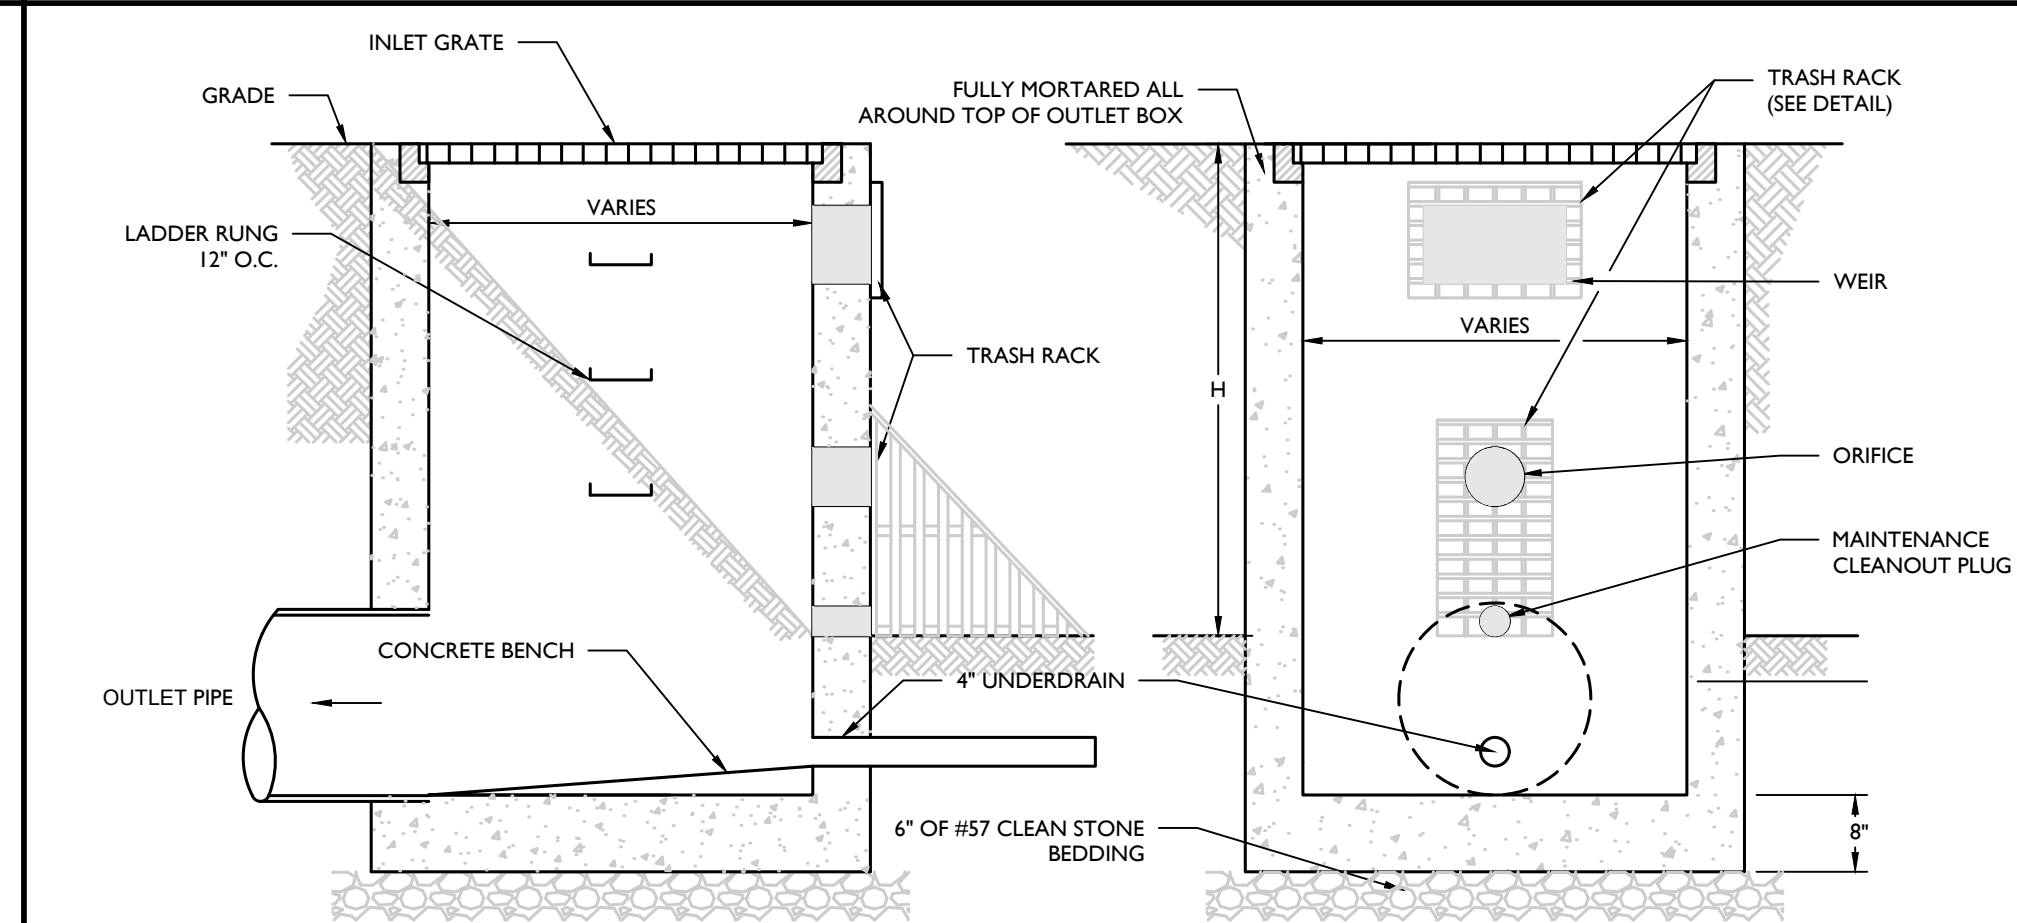 INLET GRATE
GRADE
FULLY MORTARED ALL
AROUND TOP OF OUTLET BOX
TRASH RACK
(SEE DETAIL)
VARIES
LADDER RUNG
12" O.C.
WEIR
VARIES
TRASH RACK
H
ORIFICE
MAINTENANCE
CLEANOUT PLUG
CONCRETE BENCH
4" UNDERDRAIN
OUTLET PIPE
6" OF #57 CLEAN STONE
BEDDING
8"